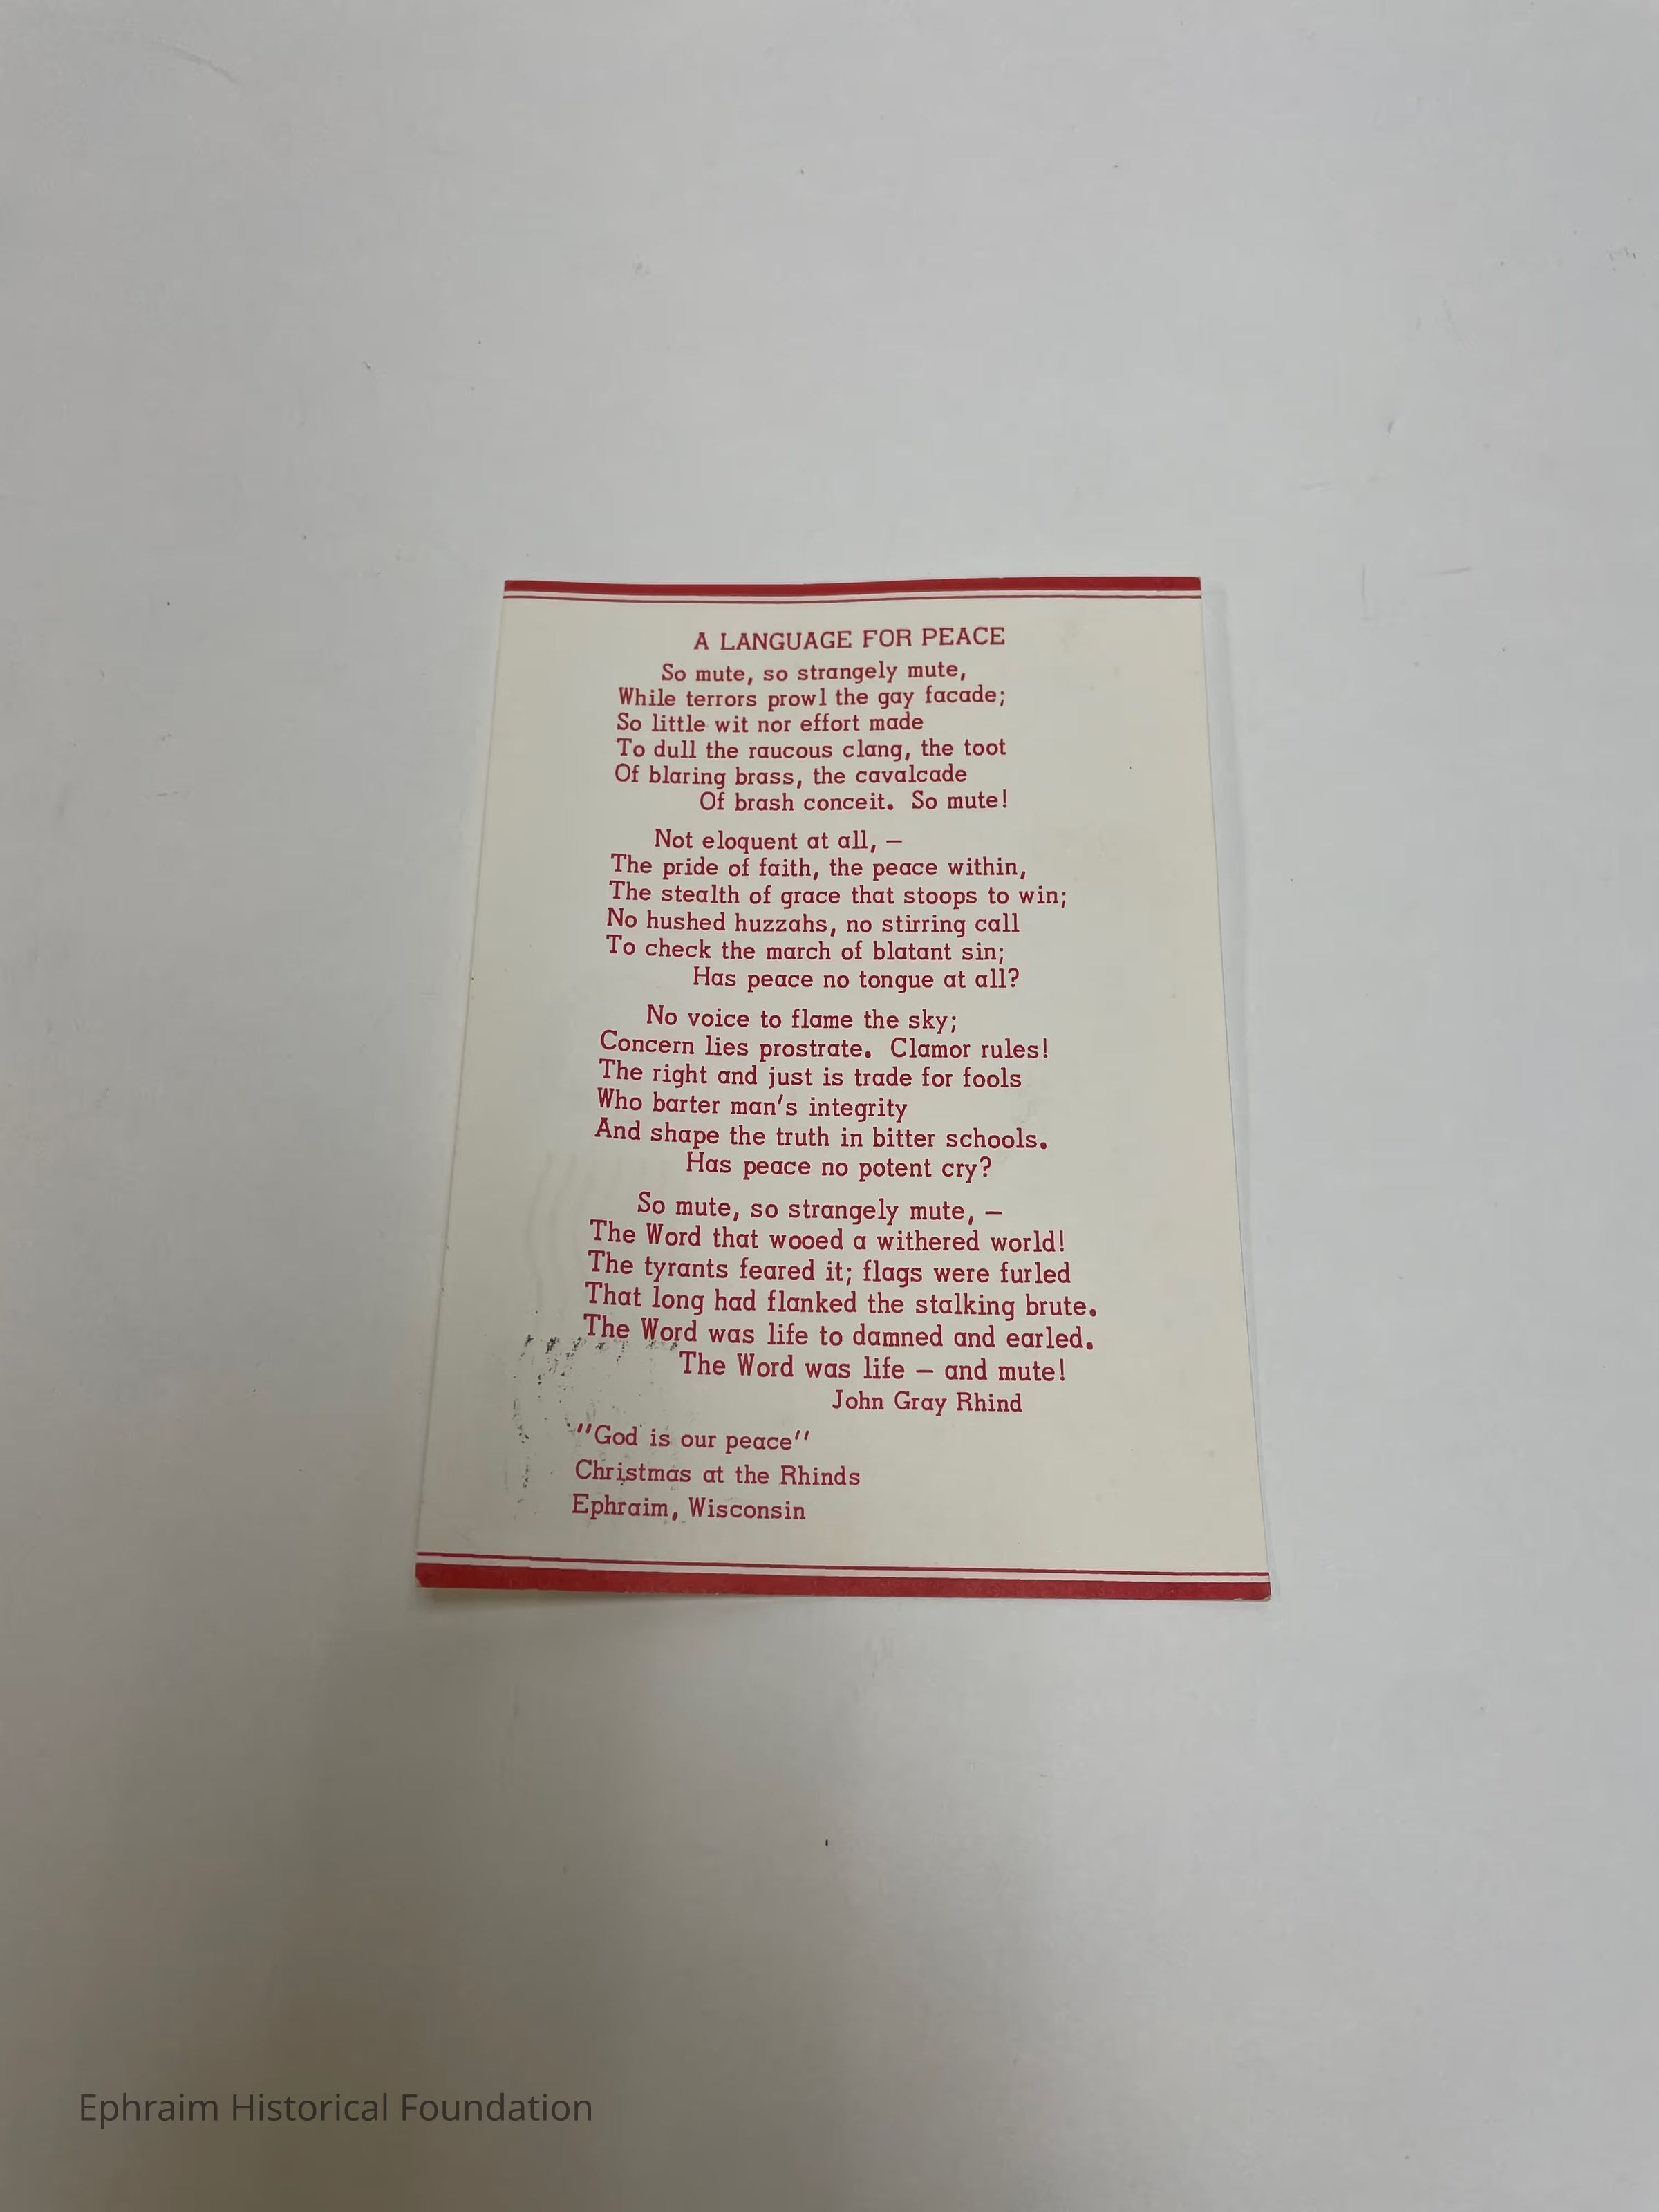 A LANGUAGE FOR PEACE
So mute, so strangely mute,
While terrors prowl the gay facade;
So little wit nor effort made
To dull the raucous clang, the toot
Of blaring brass, the cavalcade
Of brash conceit. So mute!
Not eloquent at all, —
The pride of faith, the peace within,
The stealth of grace that stoops to win;
No hushed huzzahs, no stirring call
To check the march of blatant sin;
Has peace no tongue at all?
No voice to flame the sky;
Concern lies prostrate. Clamor rules!
The right and just is trade for fools
Who barter man's integrity
And shape the truth in bitter schools.
Has peace no potent cry?
So mute, so strangely mute, —
The Word that wooed a withered world!
The tyrants feared it; flags were furled
That long had flanked the stalking brute.
The Word was life to damned and earled.
The Word was life — and mute!
John Gray Rhind
"God is our peace"
Christmas at the Rhinds
Ephraim, Wisconsin
Ephraim Historical Foundation